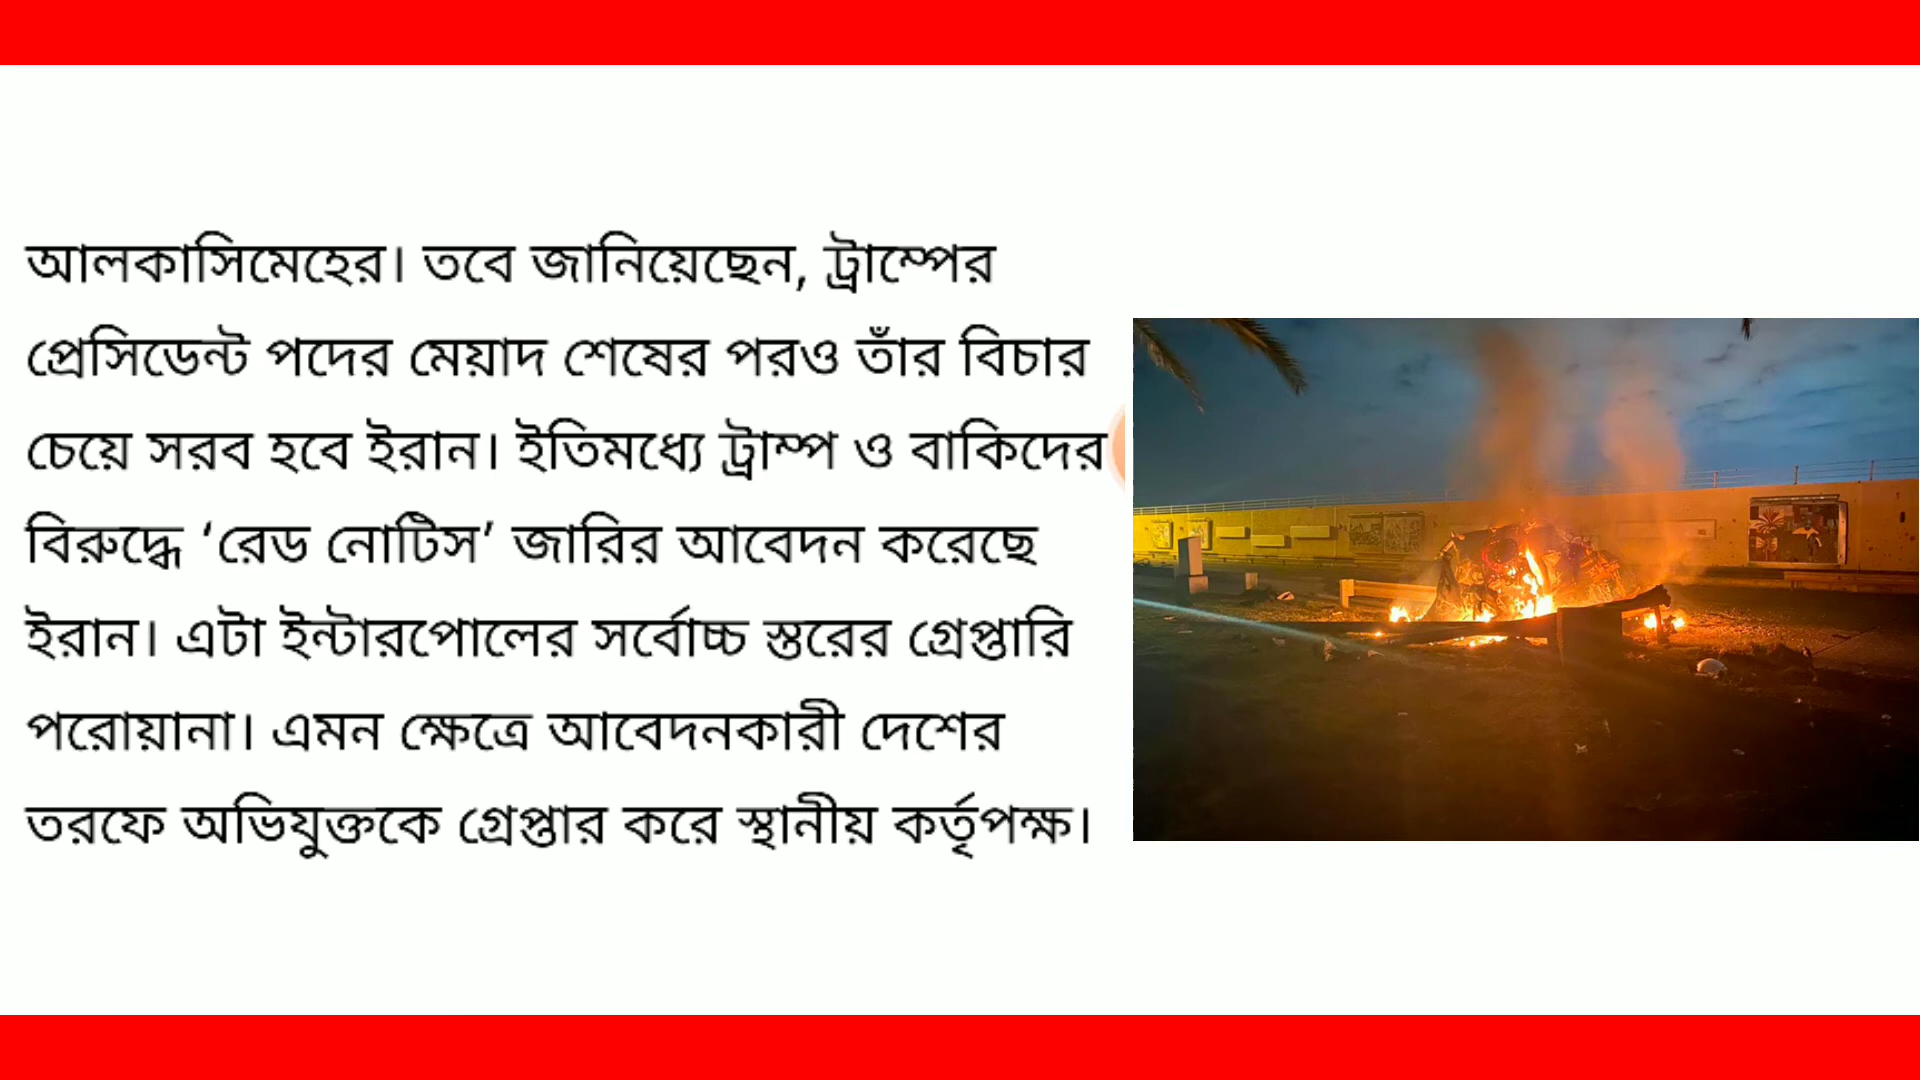 আলকাসিমেহের। তবে জানিয়েছেন, ট্রাম্পের
প্রেসিডেন্ট পদের মেয়াদ শেষের পরও তাঁর বিচার
চেয়ে সরব হবে ইরান। ইতিমধ্যে ট্রাম্প ও বাকিদের
বিরুদ্ধে ‘রেড নোটিস’ জারির আবেদন করেছে
ইরান। এটা ইন্টারপোলের সর্বোচ্চ স্তরের গ্রেপ্তারি
পরোয়ানা। এমন ক্ষেত্রে আবেদনকারী দেশের
তরফে অভিযুক্তকে গ্রেপ্তার করে স্থানীয় কর্তৃপক্ষ।